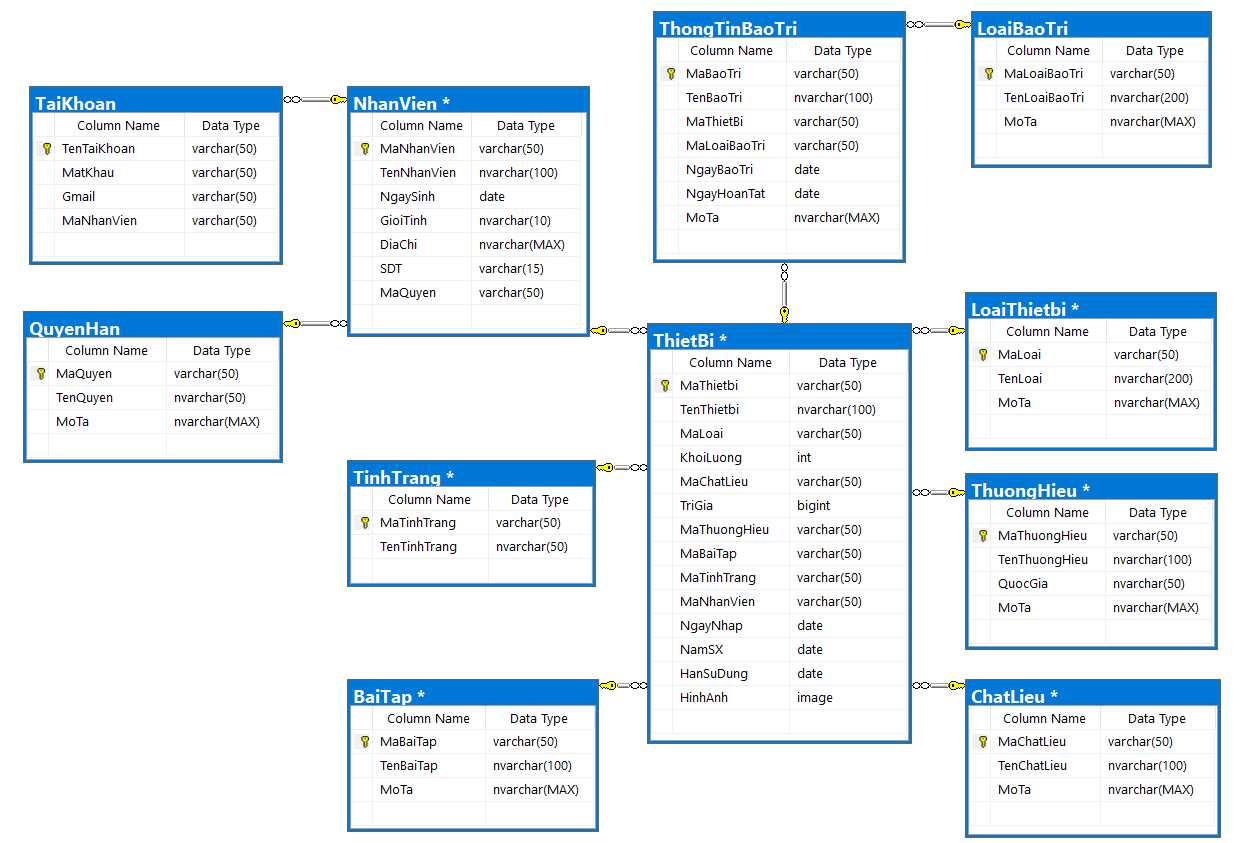 TaiKhoan
Column Name Data Type
TenTaiKhoan varchar(50)
MatKhau varchar(50)
Gmail varchar(50)
MaNhanVien varchar(50)
NhanVien *
Column Name Data Type
MaNhanVien varchar(50)
TenNhanVien nvarchar(100)
NgaySinh date
GioiTinh nvarchar(10)
DiaChi nvarchar(MAX)
SDT varchar(15)
MaQuyen varchar(50)
ThongTinBaoTri
Column Name Data Type
MaBaoTri varchar(50)
TenBaoTri nvarchar(100)
MaThietBi varchar(50)
MaLoaiBaoTri varchar(50)
NgayBaoTri date
NgayHoanTat date
MoTa nvarchar(MAX)
LoaiBaoTri
Column Name Data Type
MaLoaiBaoTri varchar(50)
TenLoaiBaoTri nvarchar(200)
MoTa nvarchar(MAX)
QuyenHan
Column Name Data Type
MaQuyen varchar(50)
TenQuyen nvarchar(50)
MoTa nvarchar(MAX)
ThietBi *
Column Name Data Type
MaThietbi varchar(50)
TenThietbi nvarchar(100)
MaLoai varchar(50)
KhoiLuong int
MaChatLieu varchar(50)
TriGia bigint
MaThuongHieu varchar(50)
MaBaiTap varchar(50)
MaTinhTrang varchar(50)
MaNhanVien varchar(50)
NgayNhap date
NamSX date
HanSuDung date
HinhAnh image
LoaiThietbi *
Column Name Data Type
MaLoai varchar(50)
TenLoai nvarchar(200)
MoTa nvarchar(MAX)
TinhTrang *
Column Name Data Type
MaTinhTrang varchar(50)
TenTinhTrang nvarchar(50)
ThuongHieu *
Column Name Data Type
MaThuongHieu varchar(50)
TenThuongHieu nvarchar(100)
QuocGia nvarchar(50)
MoTa nvarchar(MAX)
BaiTap *
Column Name Data Type
MaBaiTap varchar(50)
TenBaiTap nvarchar(100)
MoTa nvarchar(MAX)
ChatLieu *
Column Name Data Type
MaChatLieu varchar(50)
TenChatLieu nvarchar(100)
MoTa nvarchar(MAX)